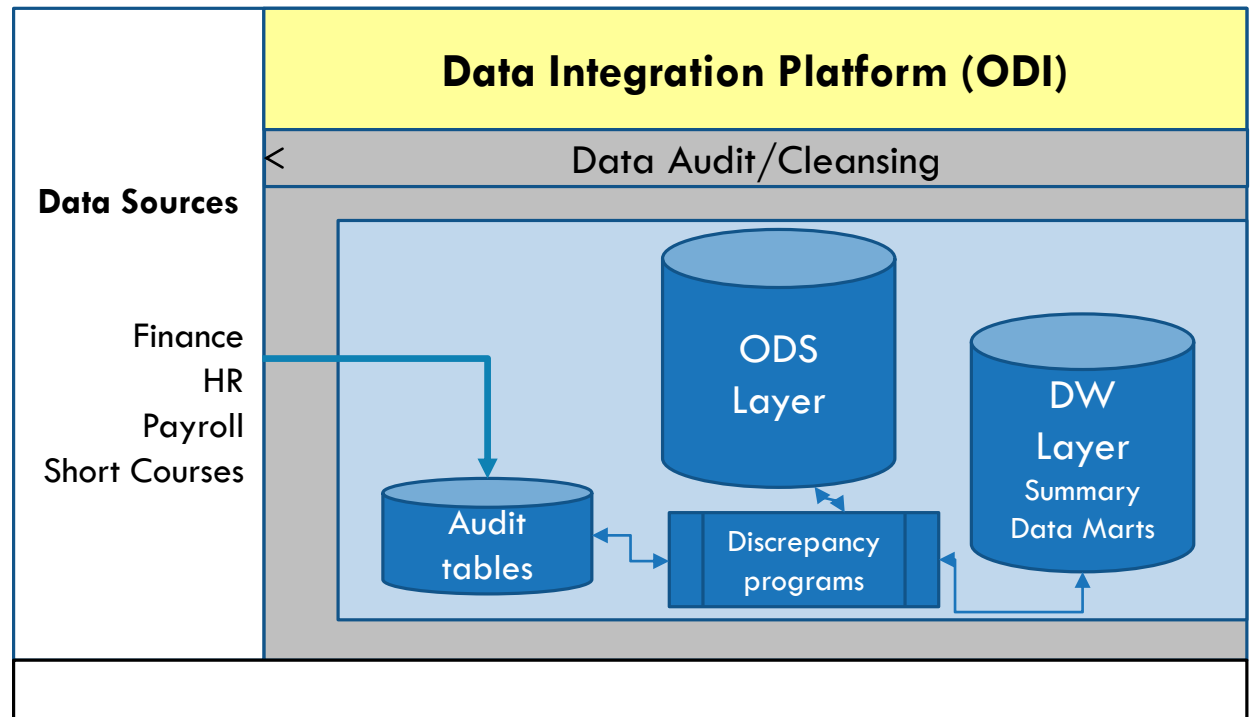 Data Integration Platform (ODI)
< Data Audit/Cleansing
Data Sources
Finance
HR
Payroll
Short Courses
ODS
Layer
DW
Layer
Summary
Data Marts
Audit
tables
Discrepancy
programs